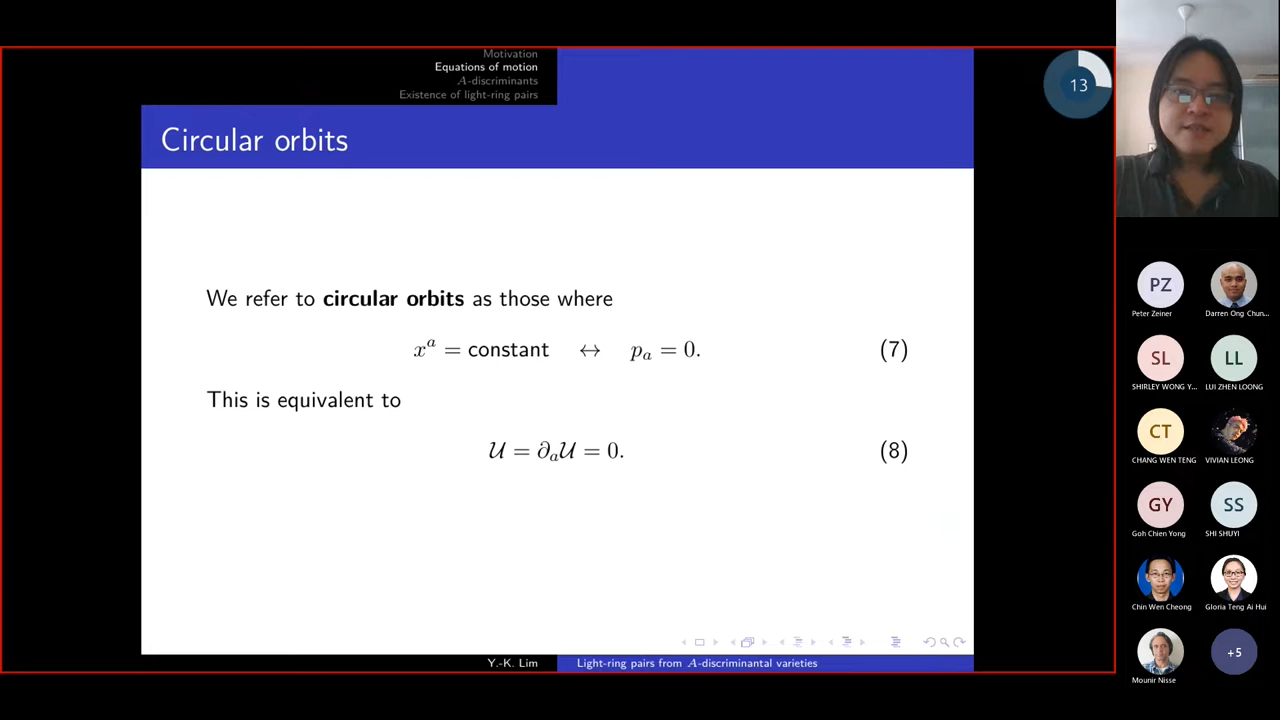 Motivation
Equations of motion
A-discriminants
Existence of light-ring pairs
13
Circular orbits
We refer to circular orbits as those where
x^a = constant ↔ p_a = 0. (7)
This is equivalent to
𝒰 = ∂_a𝒰 = 0. (8)
Y.-K. Lim
Light-ring pairs from A-discriminantal varieties
PZ
Peter Zeiner
Darren Ong Chun...
SL
SHIRLEY WONG Y...
LL
LUI ZHEN LOONG
CT
CHANG WEN TENG
VIVIAN LEONG
GY
Goh Chien Yong
SS
SHI SHUYI
Chin Wen Cheong
Gloria Teng Ai Hui
Mounir Nisse
+5